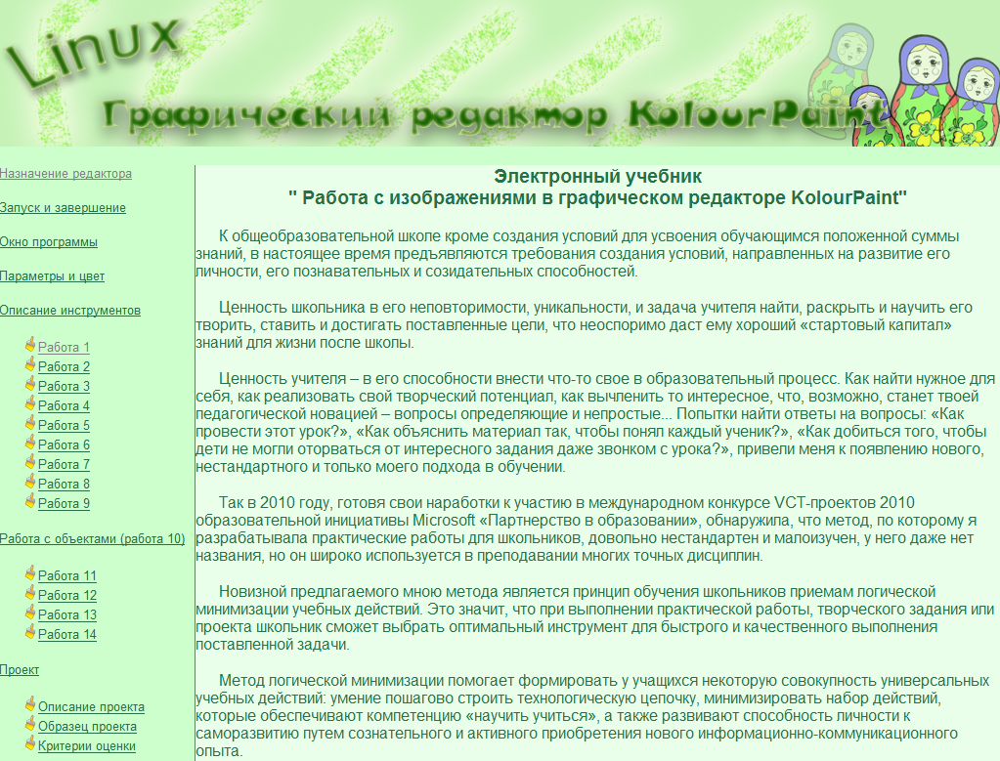 Linux
Графический редактор KolourPaint
Назначение редактора
Запуск и завершение
Окно программы
Параметры и цвет
Описание инструментов
Работа 1
Работа 2
Работа 3
Работа 4
Работа 5
Работа 6
Работа 7
Работа 8
Работа 9
Работа с объектами (работа 10)
Работа 11
Работа 12
Работа 13
Работа 14
Проект
Описание проекта
Образец проекта
Критерии оценки
Электронный учебник
" Работа с изображениями в графическом редакторе KolourPaint"
К общеобразовательной школе кроме создания условий для усвоения обучающимся положенной суммы
знаний, в настоящее время предъявляются требования создания условий, направленных на развитие его
личности, его познавательных и созидательных способностей.
Ценность школьника в его неповторимости, уникальности, и задача учителя найти, раскрыть и научить его
творить, ставить и достигать поставленные цели, что неоспоримо даст ему хороший «стартовый капитал»
знаний для жизни после школы.
Ценность учителя – в его способности внести что-то свое в образовательный процесс. Как найти нужное для
себя, как реализовать свой творческий потенциал, как вычленить то интересное, что, возможно, станет твоей
педагогической новацией – вопросы определяющие и непростые... Попытки найти ответы на вопросы: «Как
провести этот урок?», «Как объяснить материал так, чтобы понял каждый ученик?», «Как добиться того, чтобы
дети не могли оторваться от интересного задания даже звонком с урока?», привели меня к появлению нового,
нестандартного и только моего подхода в обучении.
Так в 2010 году, готовя свои наработки к участию в международном конкурсе VCT-проектов 2010
образовательной инициативы Microsoft «Партнерство в образовании», обнаружила, что метод, по которому я
разрабатывала практические работы для школьников, довольно нестандартен и малоизучен, у него даже нет
названия, но он широко используется в преподавании многих точных дисциплин.
Новизной предлагаемого мною метода является принцип обучения школьников приемам логической
минимизации учебных действий. Это значит, что при выполнении практической работы, творческого задания или
проекта школьник сможет выбрать оптимальный инструмент для быстрого и качественного выполнения
поставленной задачи.
Метод логической минимизации помогает формировать у учащихся некоторую совокупность универсальных
учебных действий: умение пошагово строить технологическую цепочку, минимизировать набор действий,
которые обеспечивают компетенцию «научить учиться», а также развивают способность личности к
саморазвитию путем сознательного и активного приобретения нового информационно-коммуникационного
опыта.